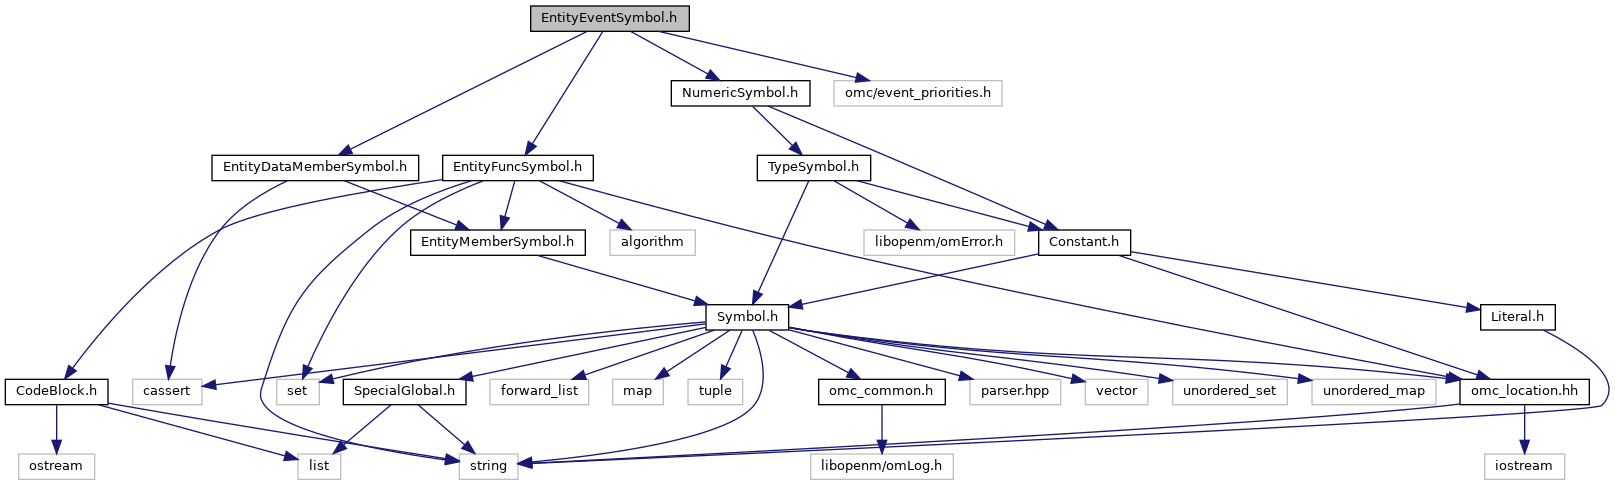 EntityEventSymbol.h
NumericSymbol.h
omc/event_priorities.h
EntityDataMemberSymbol.h
EntityFuncSymbol.h
TypeSymbol.h
EntityMemberSymbol.h
algorithm
libopenm/omError.h
Constant.h
Symbol.h
Literal.h
CodeBlock.h
cassert
set
SpecialGlobal.h
forward_list
map
tuple
omc_common.h
parser.hpp
vector
unordered_set
unordered_map
omc_location.hh
ostream
list
string
libopenm/omLog.h
iostream